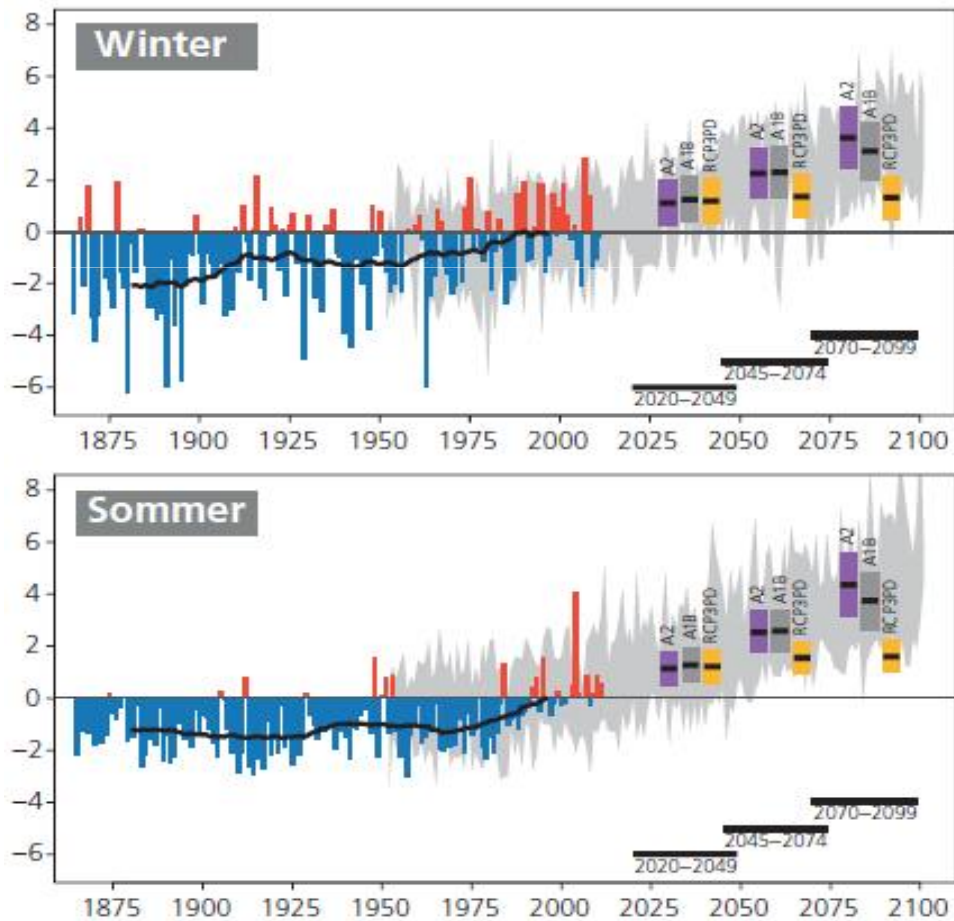 8
Winter
6
4
2
0
−2
−4
−6
A2
A1B
RCP3PD
A2
A1B
RCP3PD
A2
A1B
RCP3PD
2070−2099
2045−2074
2020−2049
1875 1900 1925 1950 1975 2000 2025 2050 2075 2100
8
Sommer
6
4
2
0
−2
−4
−6
A2
A1B
RCP3PD
A2
A1B
RCP3PD
A2
A1B
RCP3PD
2070−2099
2045−2074
2020−2049
1875 1900 1925 1950 1975 2000 2025 2050 2075 2100